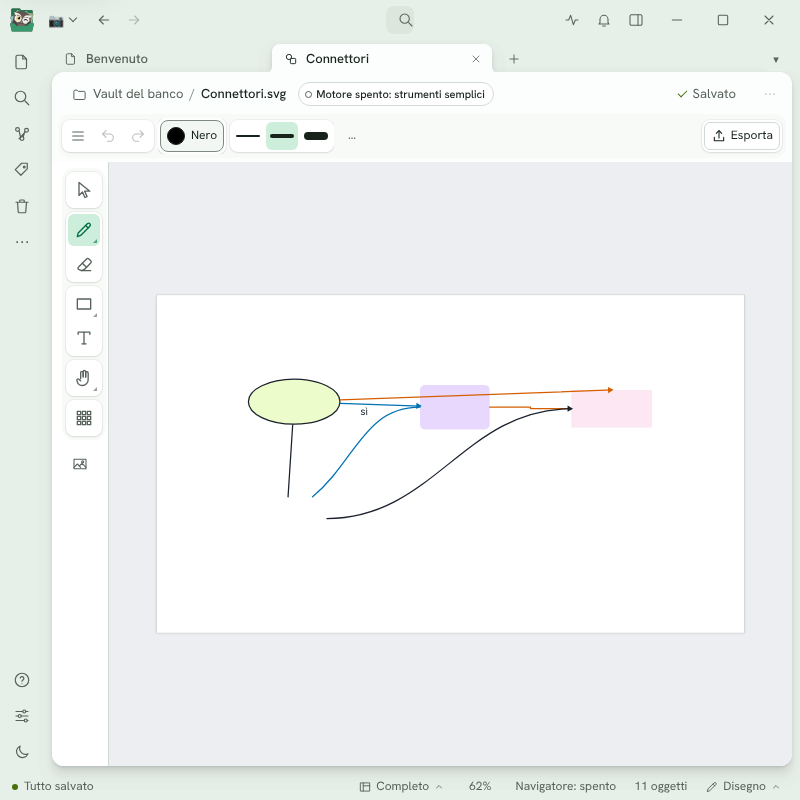 Benvenuto
Connettori
Vault del banco / Connettori.svg
Motore spento: strumenti semplici
Salvato
Nero
Esporta
sì
Tutto salvato
Completo
62%
Navigatore: spento
11 oggetti
Disegno